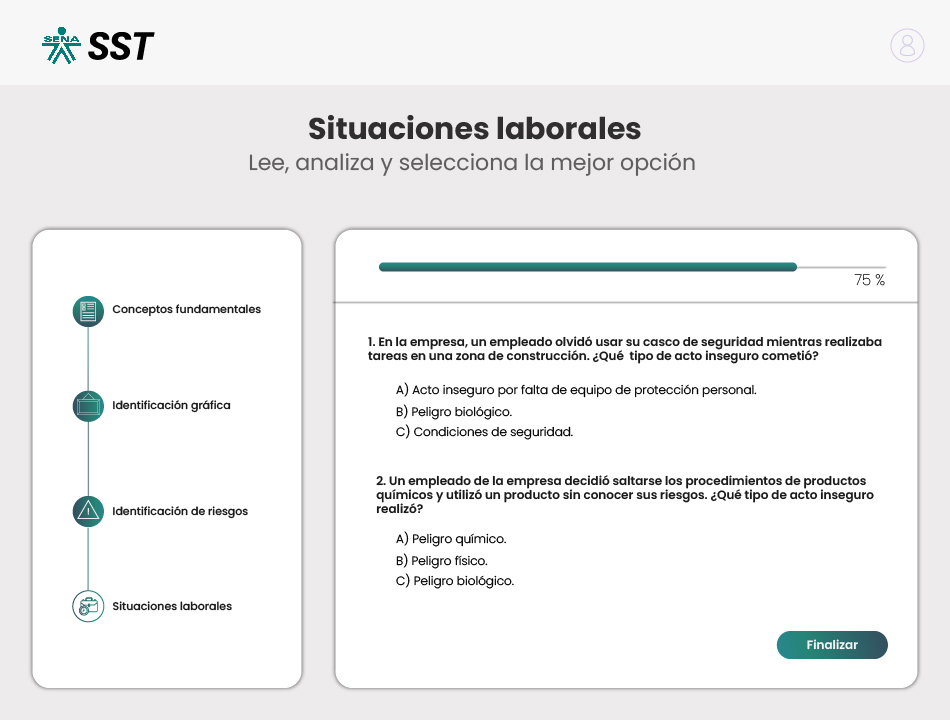 SENA
SST
Situaciones laborales
Lee, analiza y selecciona la mejor opción
Conceptos fundamentales
Identificación gráfica
Identificación de riesgos
Situaciones laborales
75 %
1. En la empresa, un empleado olvidó usar su casco de seguridad mientras realizaba
tareas en una zona de construcción. ¿Qué  tipo de acto inseguro cometió?
A) Acto inseguro por falta de equipo de protección personal.
B) Peligro biológico.
C) Condiciones de seguridad.
2. Un empleado de la empresa decidió saltarse los procedimientos de productos
químicos y utilizó un producto sin conocer sus riesgos. ¿Qué tipo de acto inseguro
realizó?
A) Peligro químico.
B) Peligro físico.
C) Peligro biológico.
Finalizar